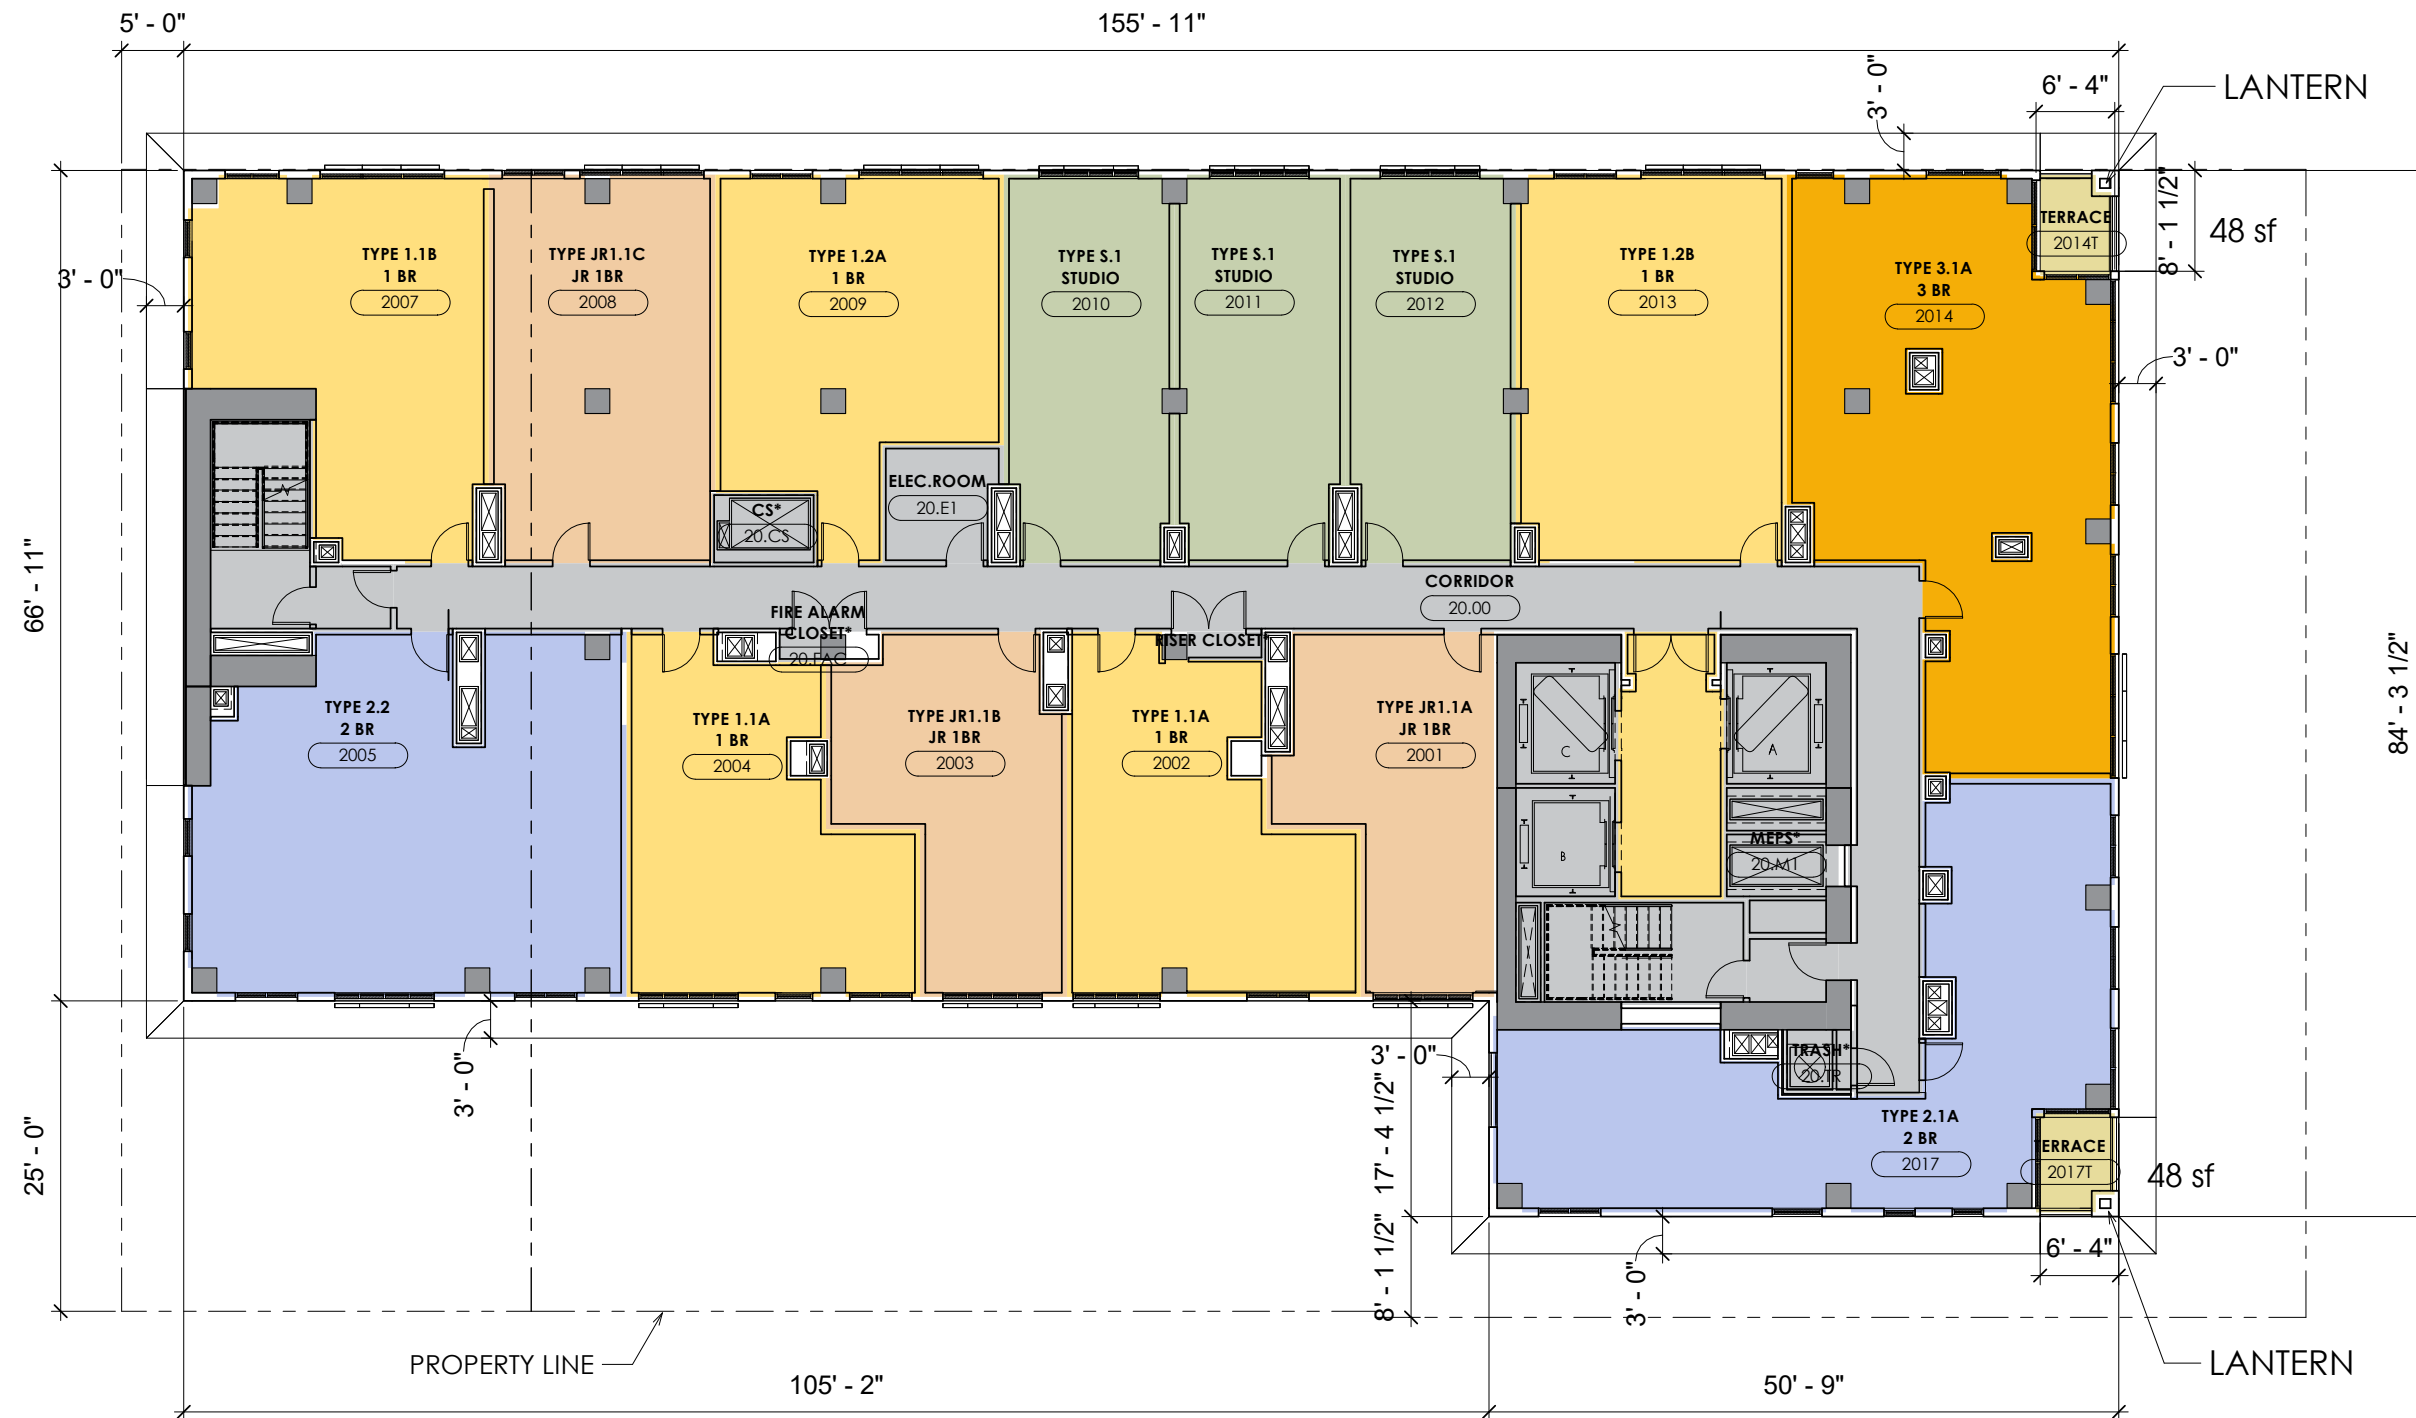 5' - 0"
155' - 11"
3' - 0"
6' - 4"
LANTERN
8' - 1 1/2"
48 sf
TERRACE
2014T
3' - 0"
TYPE 1.1B
1 BR
2007
TYPE JR1.1C
JR 1BR
2008
TYPE 1.2A
1 BR
2009
TYPE S.1
STUDIO
2010
TYPE S.1
STUDIO
2011
TYPE S.1
STUDIO
2012
TYPE 1.2B
1 BR
2013
TYPE 3.1A
3 BR
2014
3' - 0"
ELEC.ROOM
20.E1
CS*
20.CS
66' - 11"
CORRIDOR
20.00
FIRE ALARM
CLOSET*
20.FAC
RISER CLOSET*
84' - 3 1/2"
TYPE 2.2
2 BR
2005
TYPE 1.1A
1 BR
2004
TYPE JR1.1B
JR 1BR
2003
TYPE 1.1A
1 BR
2002
TYPE JR1.1A
JR 1BR
2001
C
A
B
MEPS*
20.M1
TRASH*
20.TR
3' - 0"
3' - 0"
17' - 4 1/2"
8' - 1 1/2"
25' - 0"
TYPE 2.1A
2 BR
2017
TERRACE
2017T
48 sf
6' - 4"
3' - 0"
PROPERTY LINE
LANTERN
105' - 2"
50' - 9"